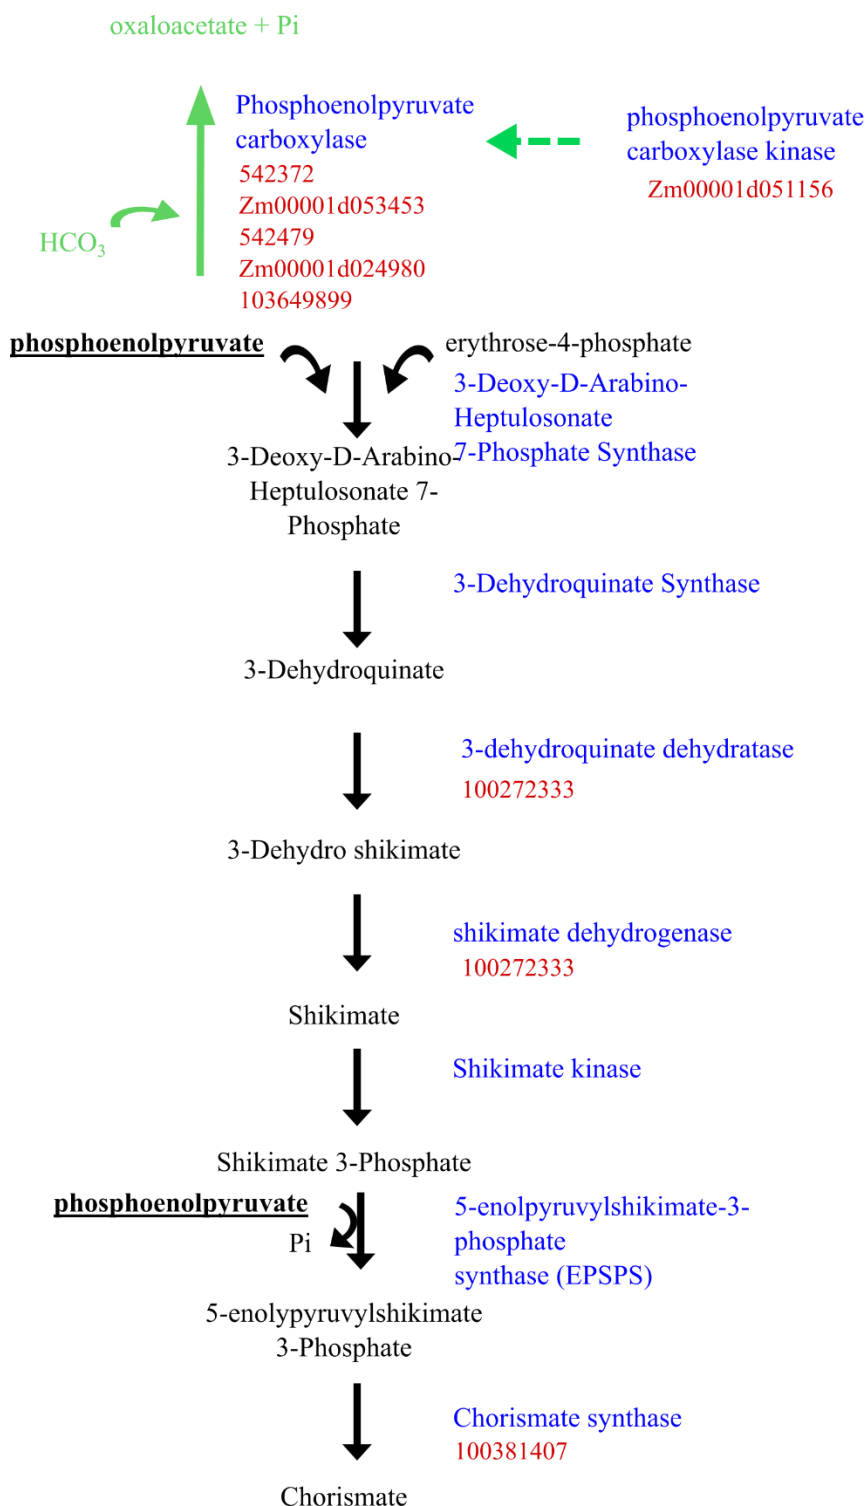 oxaloacetate + Pi
Phosphoenolpyruvate
carboxylase
542372
Zm00001d053453
542479
Zm00001d024980
103649899
phosphoenolpyruvate
carboxylase kinase
Zm00001d051156
HCO3
phosphoenolpyruvate
erythrose-4-phosphate
3-Deoxy-D-Arabino-
Heptulosonate
7-Phosphate Synthase
3-Deoxy-D-Arabino-
Heptulosonate 7-
Phosphate
3-Dehydroquinate Synthase
3-Dehydroquinate
3-dehydroquinate dehydratase
100272333
3-Dehydro shikimate
shikimate dehydrogenase
100272333
Shikimate
Shikimate kinase
Shikimate 3-Phosphate
phosphoenolpyruvate
Pi
5-enolpyruvylshikimate-3-
phosphate
synthase (EPSPS)
5-enolypyruvylshikimate
3-Phosphate
Chorismate synthase
100381407
Chorismate